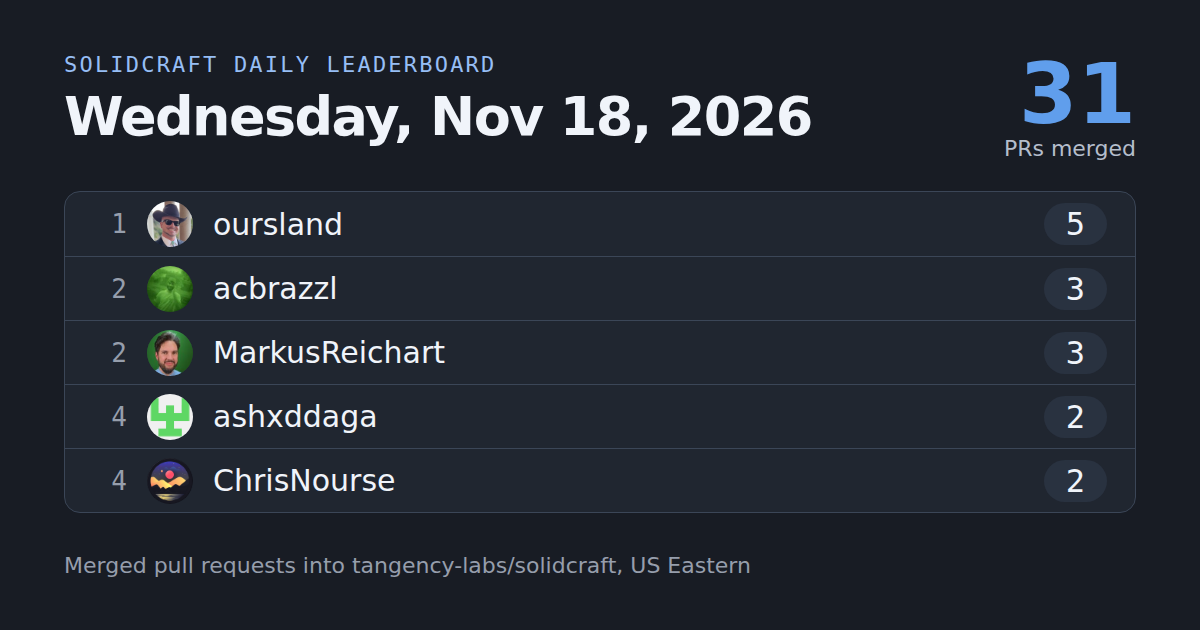 SOLIDCRAFT DAILY LEADERBOARD
Wednesday, Nov 18, 2026
31
PRs merged
1 oursland 5
2 acbrazzl 3
2 MarkusReichart 3
4 ashxddaga 2
4 ChrisNourse 2
Merged pull requests into tangency-labs/solidcraft, US Eastern